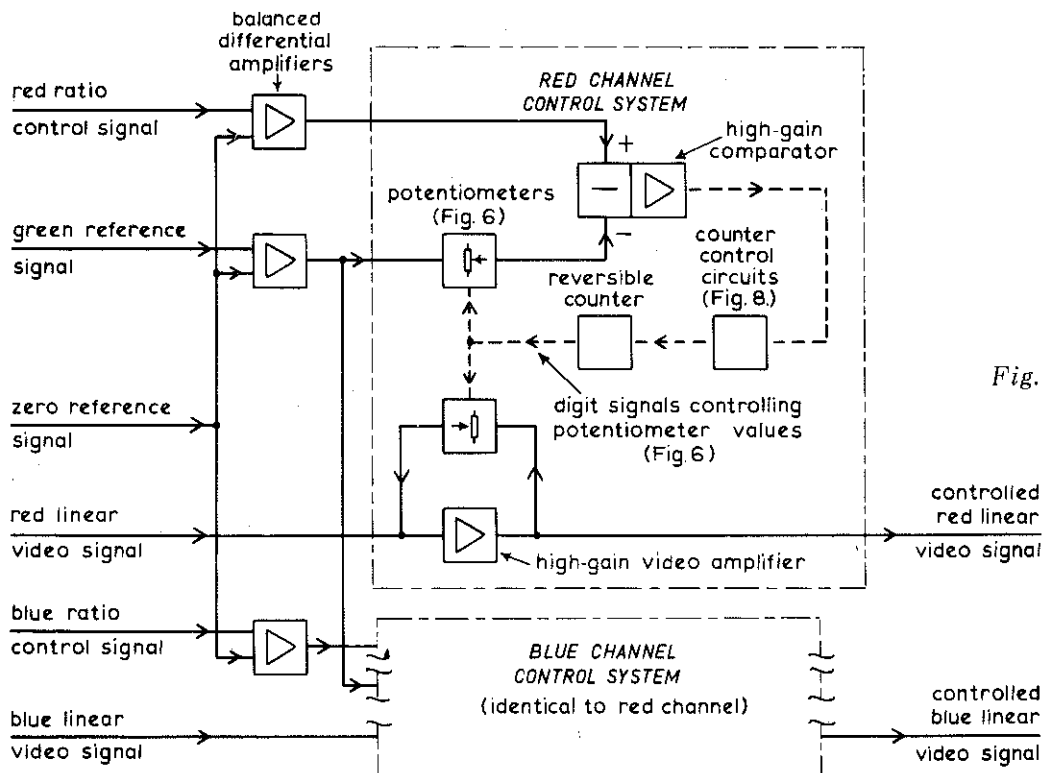 balanced
differential
amplifiers
red ratio
control signal
RED CHANNEL
CONTROL SYSTEM
+
high-gain
comparator
potentiometers
(Fig. 6)
green reference
signal
−
counter
control
circuits
(Fig. 8.)
reversible
counter
Fig.
zero reference
signal
digit signals controlling
potentiometer values
(Fig. 6)
red linear
video signal
high-gain video amplifier
controlled
red linear
video signal
blue ratio
control signal
BLUE CHANNEL
CONTROL SYSTEM
(identical to red channel)
blue linear
video signal
controlled
blue linear
video signal